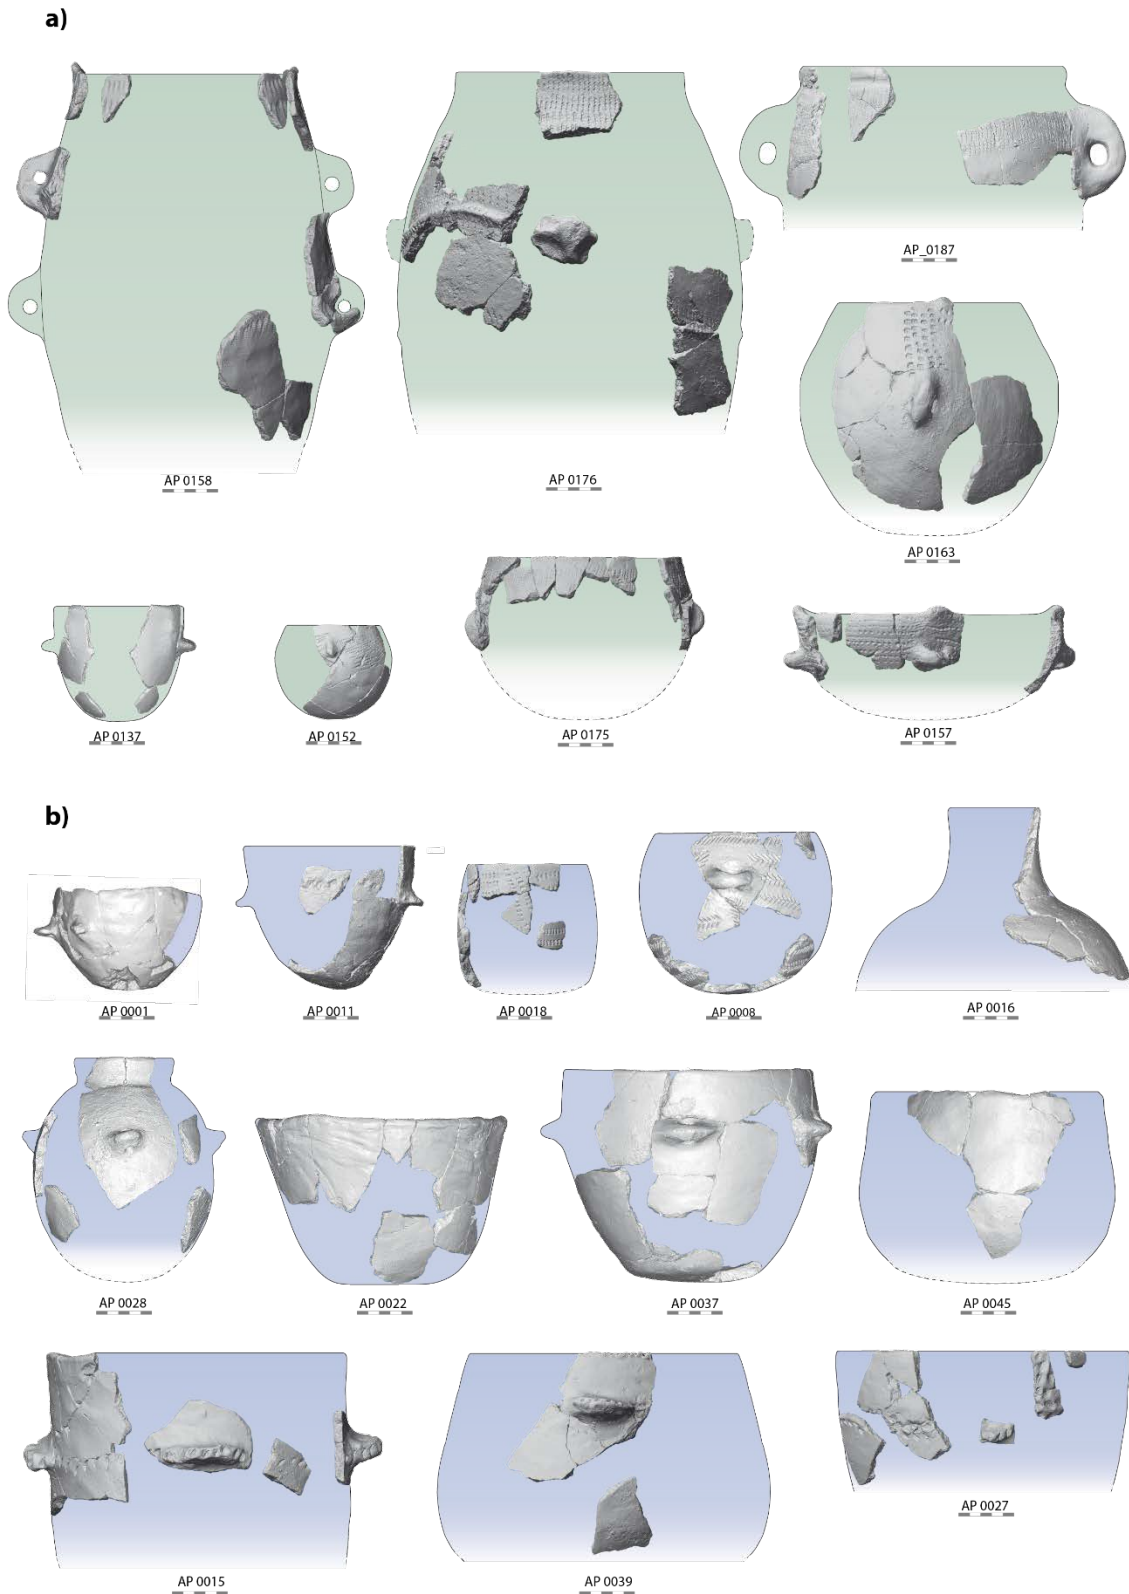 a)
AP 0158
AP 0176
AP_0187
AP 0163
AP 0137
AP 0152
AP 0175
AP 0157
b)
AP 0001
AP 0011
AP 0018
AP 0008
AP 0016
AP 0028
AP 0022
AP 0037
AP 0045
AP 0015
AP 0039
AP 0027